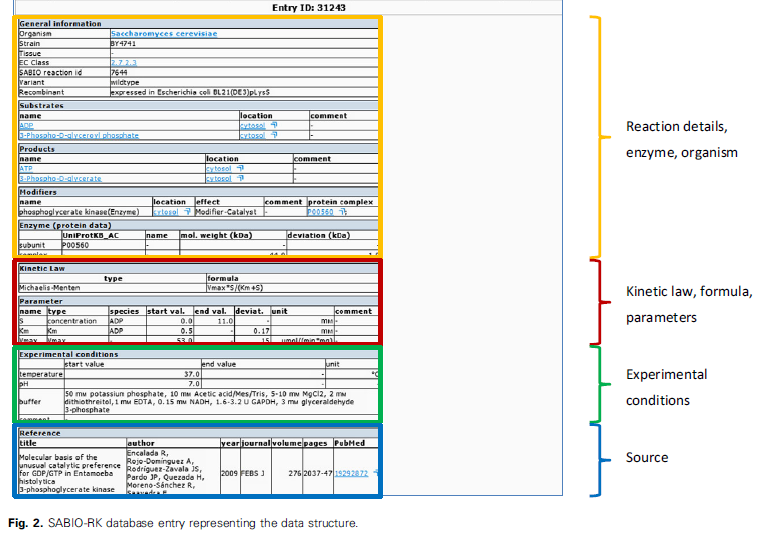 Entry ID: 31243
General information
Organism Saccharomyces cerevisiae
Strain BY4741
Tissue -
EC Class 2.7.2.3
SABIO reaction id 7644
Variant wildtype
Recombinant expressed in Escherichia coli BL21(DE3)pLysS
Substrates
name location comment
ADP cytosol -
3-Phospho-D-glyceroyl phosphate cytosol -
Products
name location comment
ATP cytosol -
3-Phospho-D-glycerate cytosol -
Modifiers
name location effect comment protein complex
phosphoglycerate kinase(Enzyme) cytosol Modifier-Catalyst - P00560
Enzyme (protein data)
UniProtKB_AC name mol. weight (kDa) deviation (kDa)
subunit P00560 - - -
Reaction details,
enzyme, organism
Kinetic Law
type formula
Michaelis-Menten Vmax*S/(Km+S)
Parameter
name type species start val. end val. deviat. unit comment
S concentration ADP 0.0 11.0 - mM -
Km Km ADP 0.5 - 0.17 mM -
Vmax Vmax - 53.0 - 15 umol/(min*mg) -
Kinetic law, formula,
parameters
Experimental conditions
start value end value unit
temperature 37.0 - °C
pH 7.0 -
buffer 50 mM potassium phosphate, 10 mM Acetic acid/Mes/Tris, 5-10 mM MgCl2, 2 mM
dithiothreitol, 1 mM EDTA, 0.15 mM NADH, 1.6-3.2 U GAPDH, 3 mM glyceraldehyde
3-phosphate
comment -
Experimental
conditions
Reference
title author year journal volume pages PubMed
Molecular basis of the
unusual catalytic preference
for GDP/GTP in Entamoeba
histolytica
3-phosphoglycerate kinase
Encalada R,
Rojo-Domínguez A,
Rodríguez-Zavala JS,
Pardo JP, Quezada H,
Moreno-Sánchez R,
Saavedra E
2009 FEBS J 276 2037-47 19292872
Source
Fig. 2. SABIO-RK database entry representing the data structure.